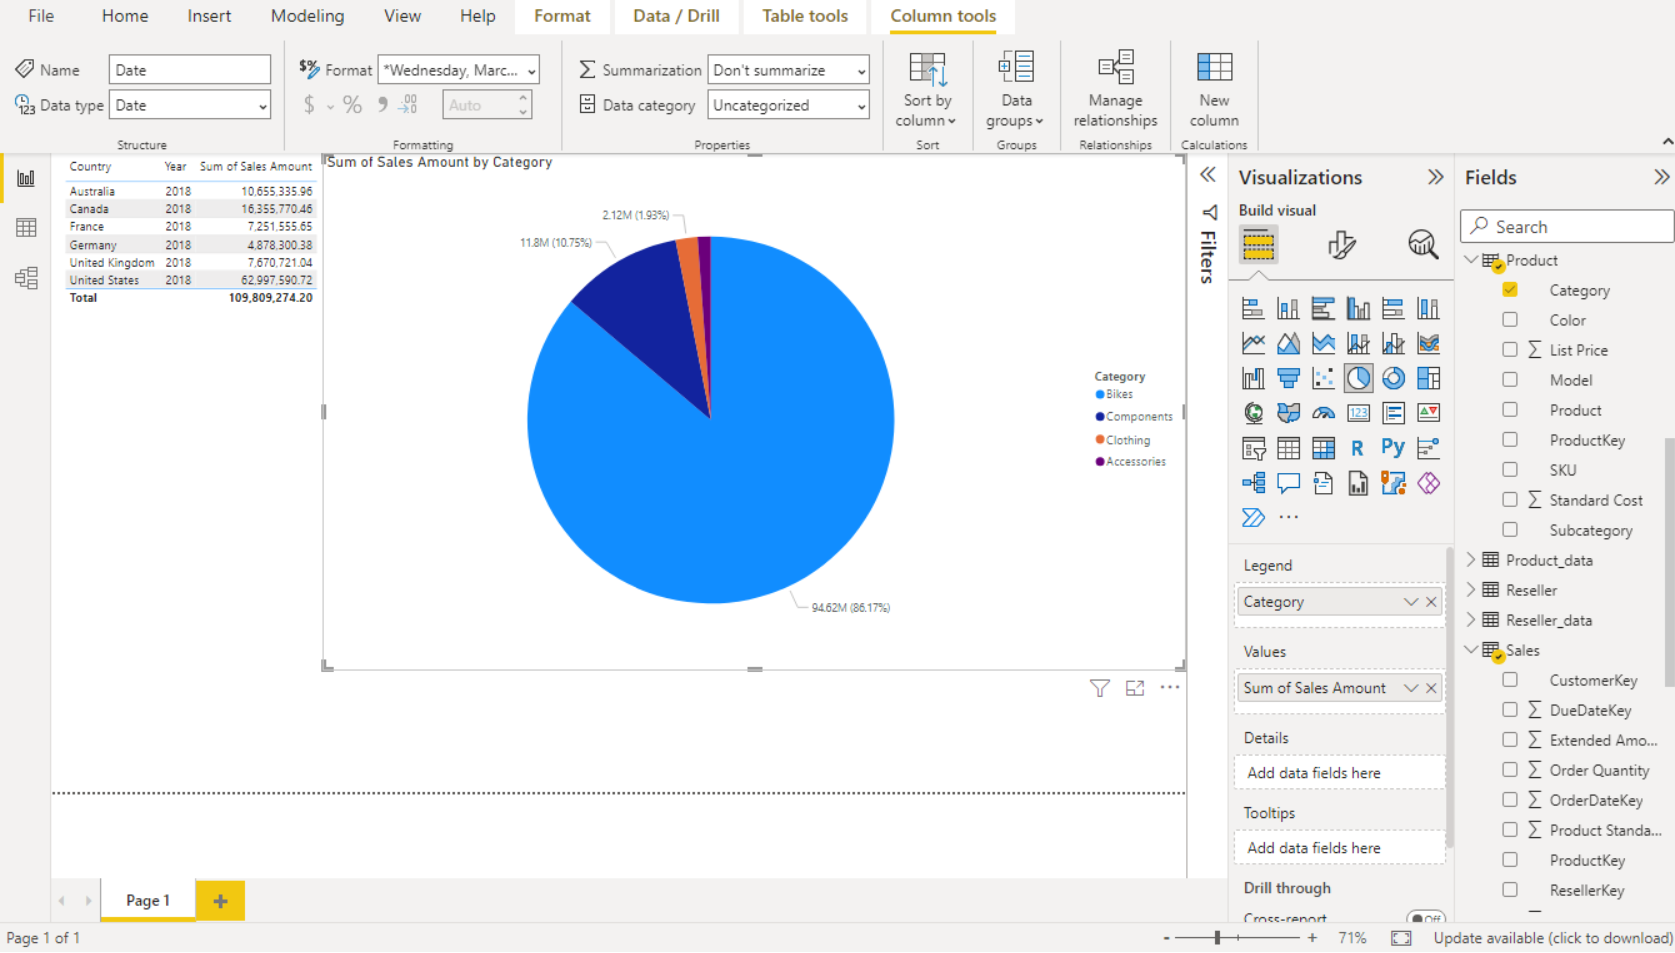 File Home Insert Modeling View Help Format Data / Drill Table tools Column tools
Name Date
$% Format *Wednesday, Marc...
Σ Summarization Don't summarize
123 Data type Date
$ % , .00 →0 Auto
Data category Uncategorized
Sort by column
Data groups
Manage relationships
New column
Structure Formatting Properties Sort Groups Relationships Calculations
Country Year Sum of Sales Amount
Australia 2018 10,655,335.96
Canada 2018 16,355,770.46
France 2018 7,251,555.65
Germany 2018 4,878,300.38
United Kingdom 2018 7,670,721.04
United States 2018 62,997,590.72
Total 109,809,274.20
Sum of Sales Amount by Category
2.12M (1.93%)
11.8M (10.75%)
94.62M (86.17%)
Category
Bikes
Components
Clothing
Accessories
Filters
Visualizations
Build visual
123
R Py
...
Legend
Category
Values
Sum of Sales Amount
Details
Add data fields here
Tooltips
Add data fields here
Drill through
Cross-report Off
Fields
Search
Product
Category
Color
Σ List Price
Model
Product
ProductKey
SKU
Σ Standard Cost
Subcategory
Product_data
Reseller
Reseller_data
Sales
CustomerKey
Σ DueDateKey
Σ Extended Amo...
Σ Order Quantity
Σ OrderDateKey
Σ Product Standa...
ProductKey
ResellerKey
Page 1 +
Page 1 of 1
- + 71% Update available (click to download)